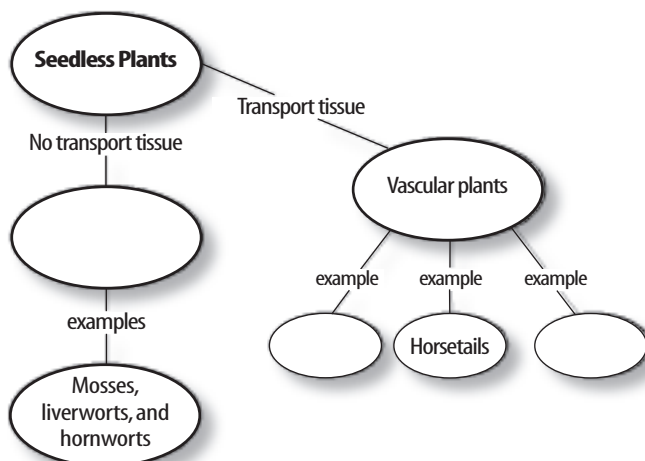 Seedless Plants
Transport tissue
No transport tissue
Vascular plants
example
example
example
examples
Horsetails
Mosses,
liverworts, and
hornworts